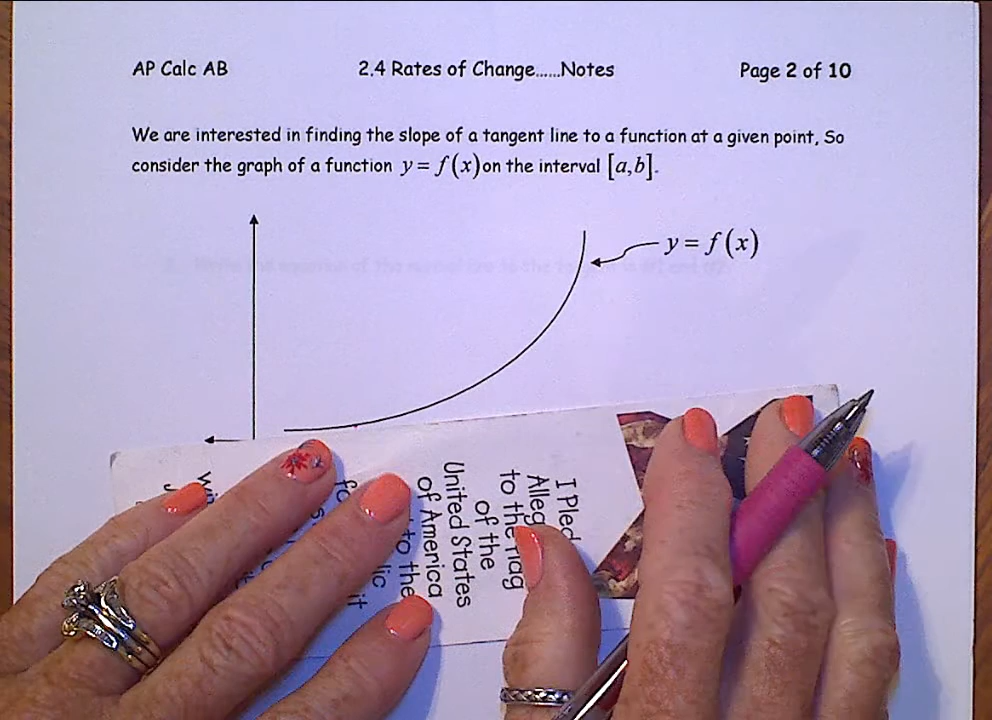 AP Calc AB 2.4 Rates of Change......Notes Page 2 of 10
We are interested in finding the slope of a tangent line to a function at a given point, So
consider the graph of a function y = f(x) on the interval [a,b].
y = f(x)
I Pled
Alleg
to the flag
of the
United States
of America
to the
it